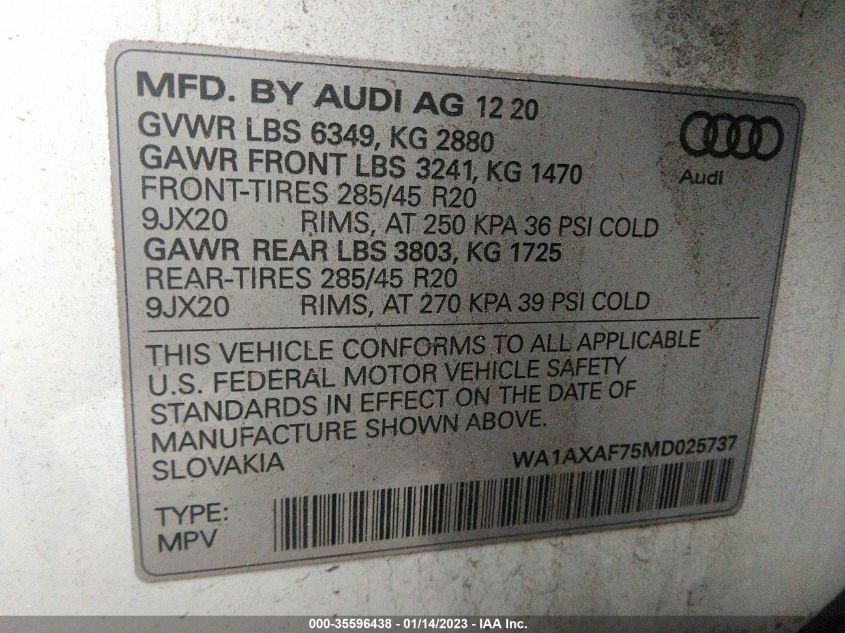 MFD. BY AUDI AG 12 20
GVWR LBS 6349, KG 2880
GAWR FRONT LBS 3241, KG 1470
FRONT-TIRES 285/45 R20
9JX20 RIMS, AT 250 KPA 36 PSI COLD
GAWR REAR LBS 3803, KG 1725
REAR-TIRES 285/45 R20
9JX20 RIMS, AT 270 KPA 39 PSI COLD
Audi
THIS VEHICLE CONFORMS TO ALL APPLICABLE
U.S. FEDERAL MOTOR VEHICLE SAFETY
STANDARDS IN EFFECT ON THE DATE OF
MANUFACTURE SHOWN ABOVE.
SLOVAKIA WA1AXAF75MD025737
TYPE:
MPV
000-35596438 - 01/14/2023 - IAA Inc.